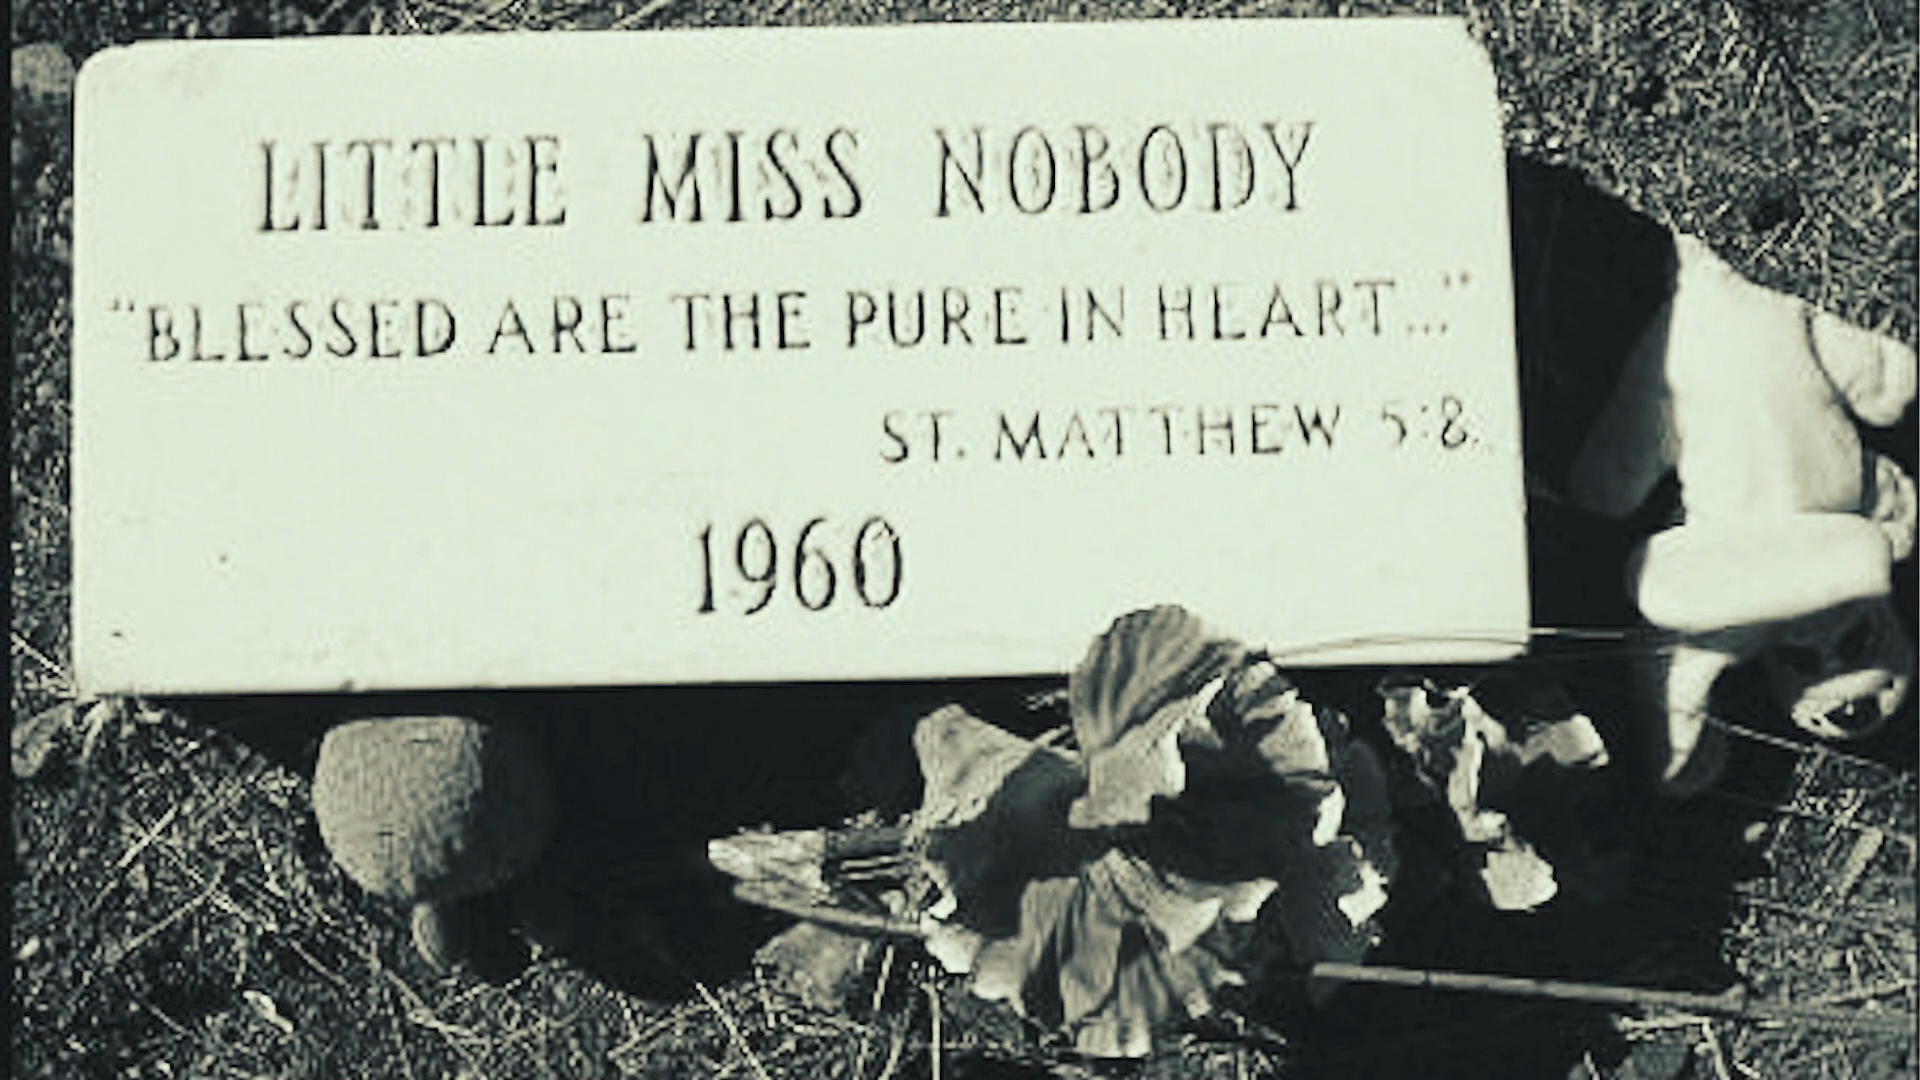 LITTLE MISS NOBODY
"BLESSED ARE THE PURE IN HEART..."
ST. MATTHEW 5:8
1960